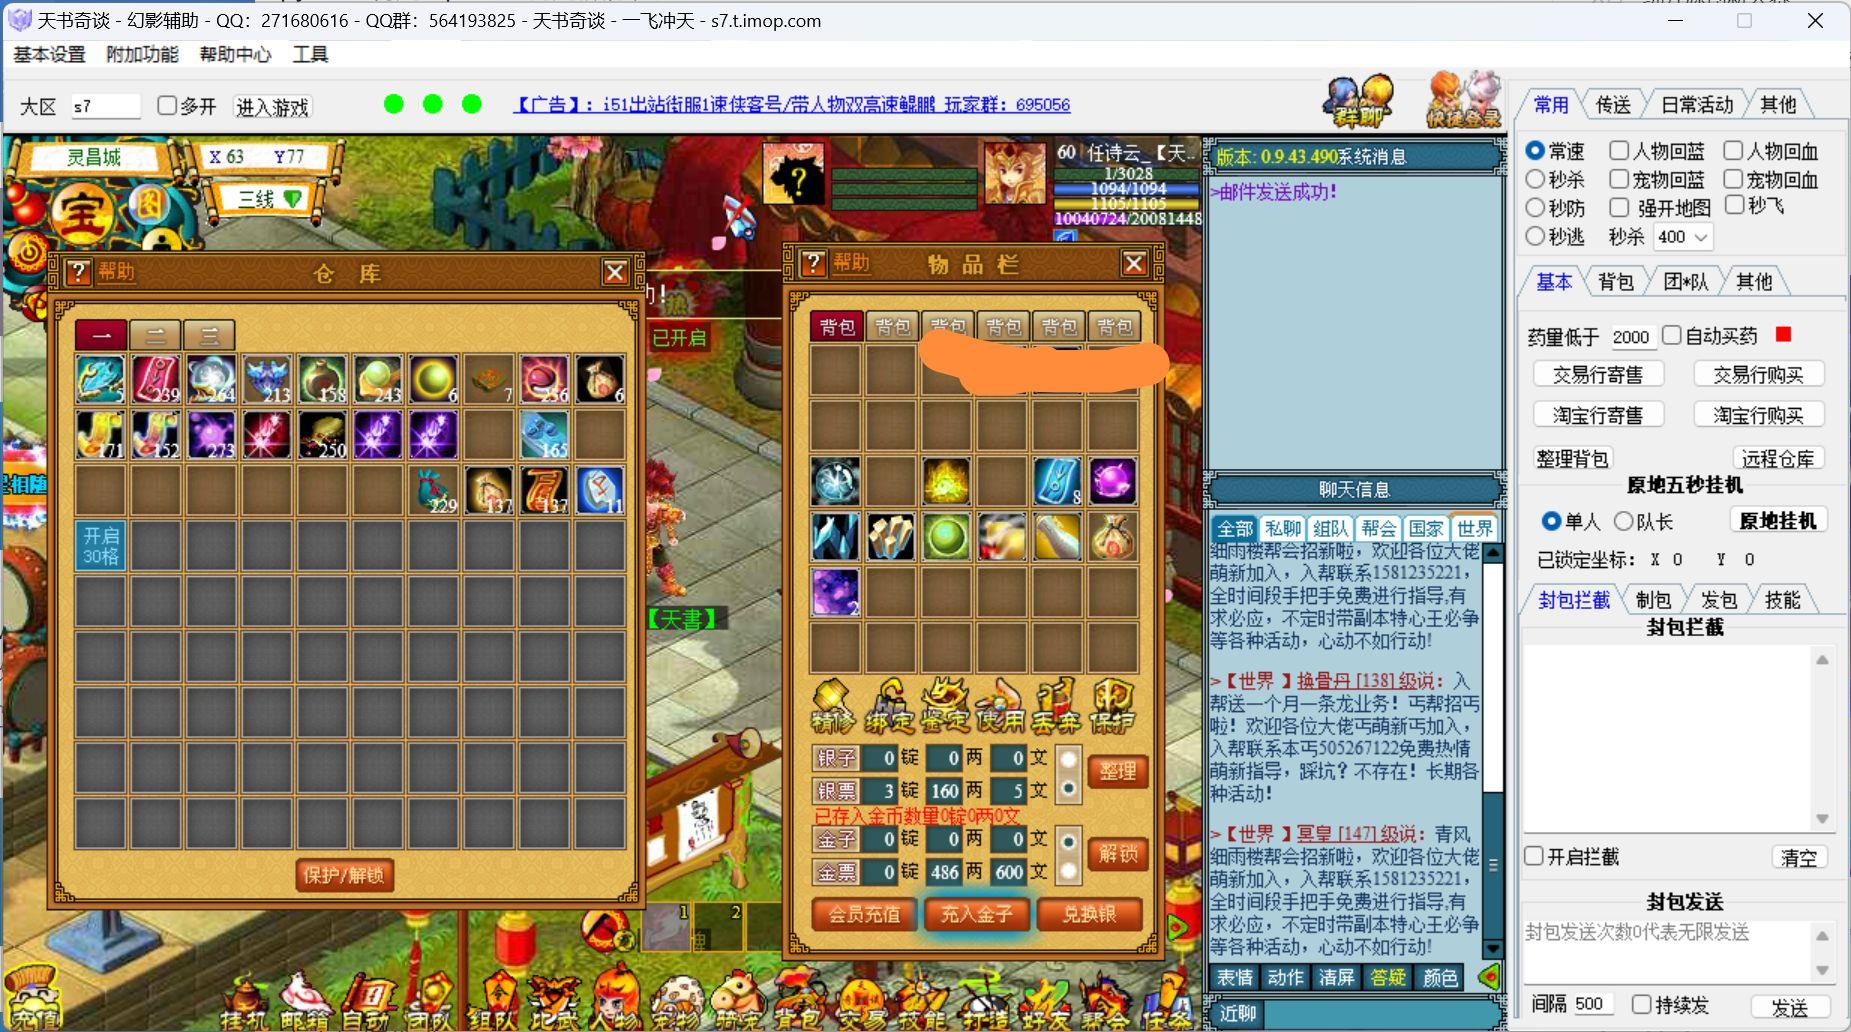 天书奇谈 - 幻影辅助 - QQ：271680616 - QQ群：564193825 - 天书奇谈 - 一飞冲天 - s7.t.imop.com
基本设置 附加功能 帮助中心 工具
大区 s7 多开 进入游戏
【广告】：i51出站街服1速侠客号/带人物双高速鲲鹏 玩家群：695056
群聊 快捷登录
灵昌城 X 63 Y77
三线
宝 图
60 任诗云_【天..
1/3028
1094/1094
1105/1105
10040724/20081448
? 帮助 仓库
一 二 三
5 239 264 213 158 243 6 7 256 6
171 152 273 250 165
229 137 137 11
开启
30格
保护/解锁
热
已开启
【天書】
1 2
? 帮助 物品栏
背包 背包 背包 背包 背包 背包
8
2
精修 绑定 鉴定 使用 丢弃 保护
银子 0 锭 0 两 0 文
银票 3 锭 160 两 5 文
整理
已存入金币数量0锭0两0文
金子 0 锭 0 两 0 文
金票 0 锭 486 两 600 文
解锁
会员充值 充入金子 兑换银
充值 挂机 邮箱 自动 团队 组队 比武 人物 宠物 骑宠 背包 交易 技能 打造 好友 帮会 任务
版本: 0.9.43.490系统消息
>邮件发送成功!
聊天信息
全部 私聊 组队 帮会 国家 世界
细雨楼帮会招新啦，欢迎各位大佬
萌新加入，入帮联系1581235221，
全时间段手把手免费进行指导,有
求必应，不定时带副本特心王必争
等各种活动，心动不如行动!
>【世界 】换骨丹 [138] 级说：入
帮送一个月一条龙业务! 丐帮招丐
啦! 欢迎各位大佬丐萌新丐加入，
入帮联系本丐505267122免费热情
萌新指导，踩坑？不存在! 长期各
种活动!
>【世界 】冥皇 [147] 级说：青风
细雨楼帮会招新啦，欢迎各位大佬
萌新加入，入帮联系1581235221，
全时间段手把手免费进行指导,有
求必应，不定时带副本特心王必争
等各种活动，心动不如行动!
表情 动作 清屏 答疑 颜色
近聊
常用 传送 日常活动 其他
常速 人物回蓝 人物回血
秒杀 宠物回蓝 宠物回血
秒防 强开地图 秒飞
秒逃 秒杀 400
基本 背包 团*队 其他
药量低于 2000 自动买药
交易行寄售 交易行购买
淘宝行寄售 淘宝行购买
整理背包 远程仓库
原地五秒挂机
单人 队长 原地挂机
已锁定坐标： X 0 Y 0
封包拦截 制包 发包 技能
封包拦截
开启拦截 清空
封包发送
封包发送次数0代表无限发送
间隔 500 持续发 发送